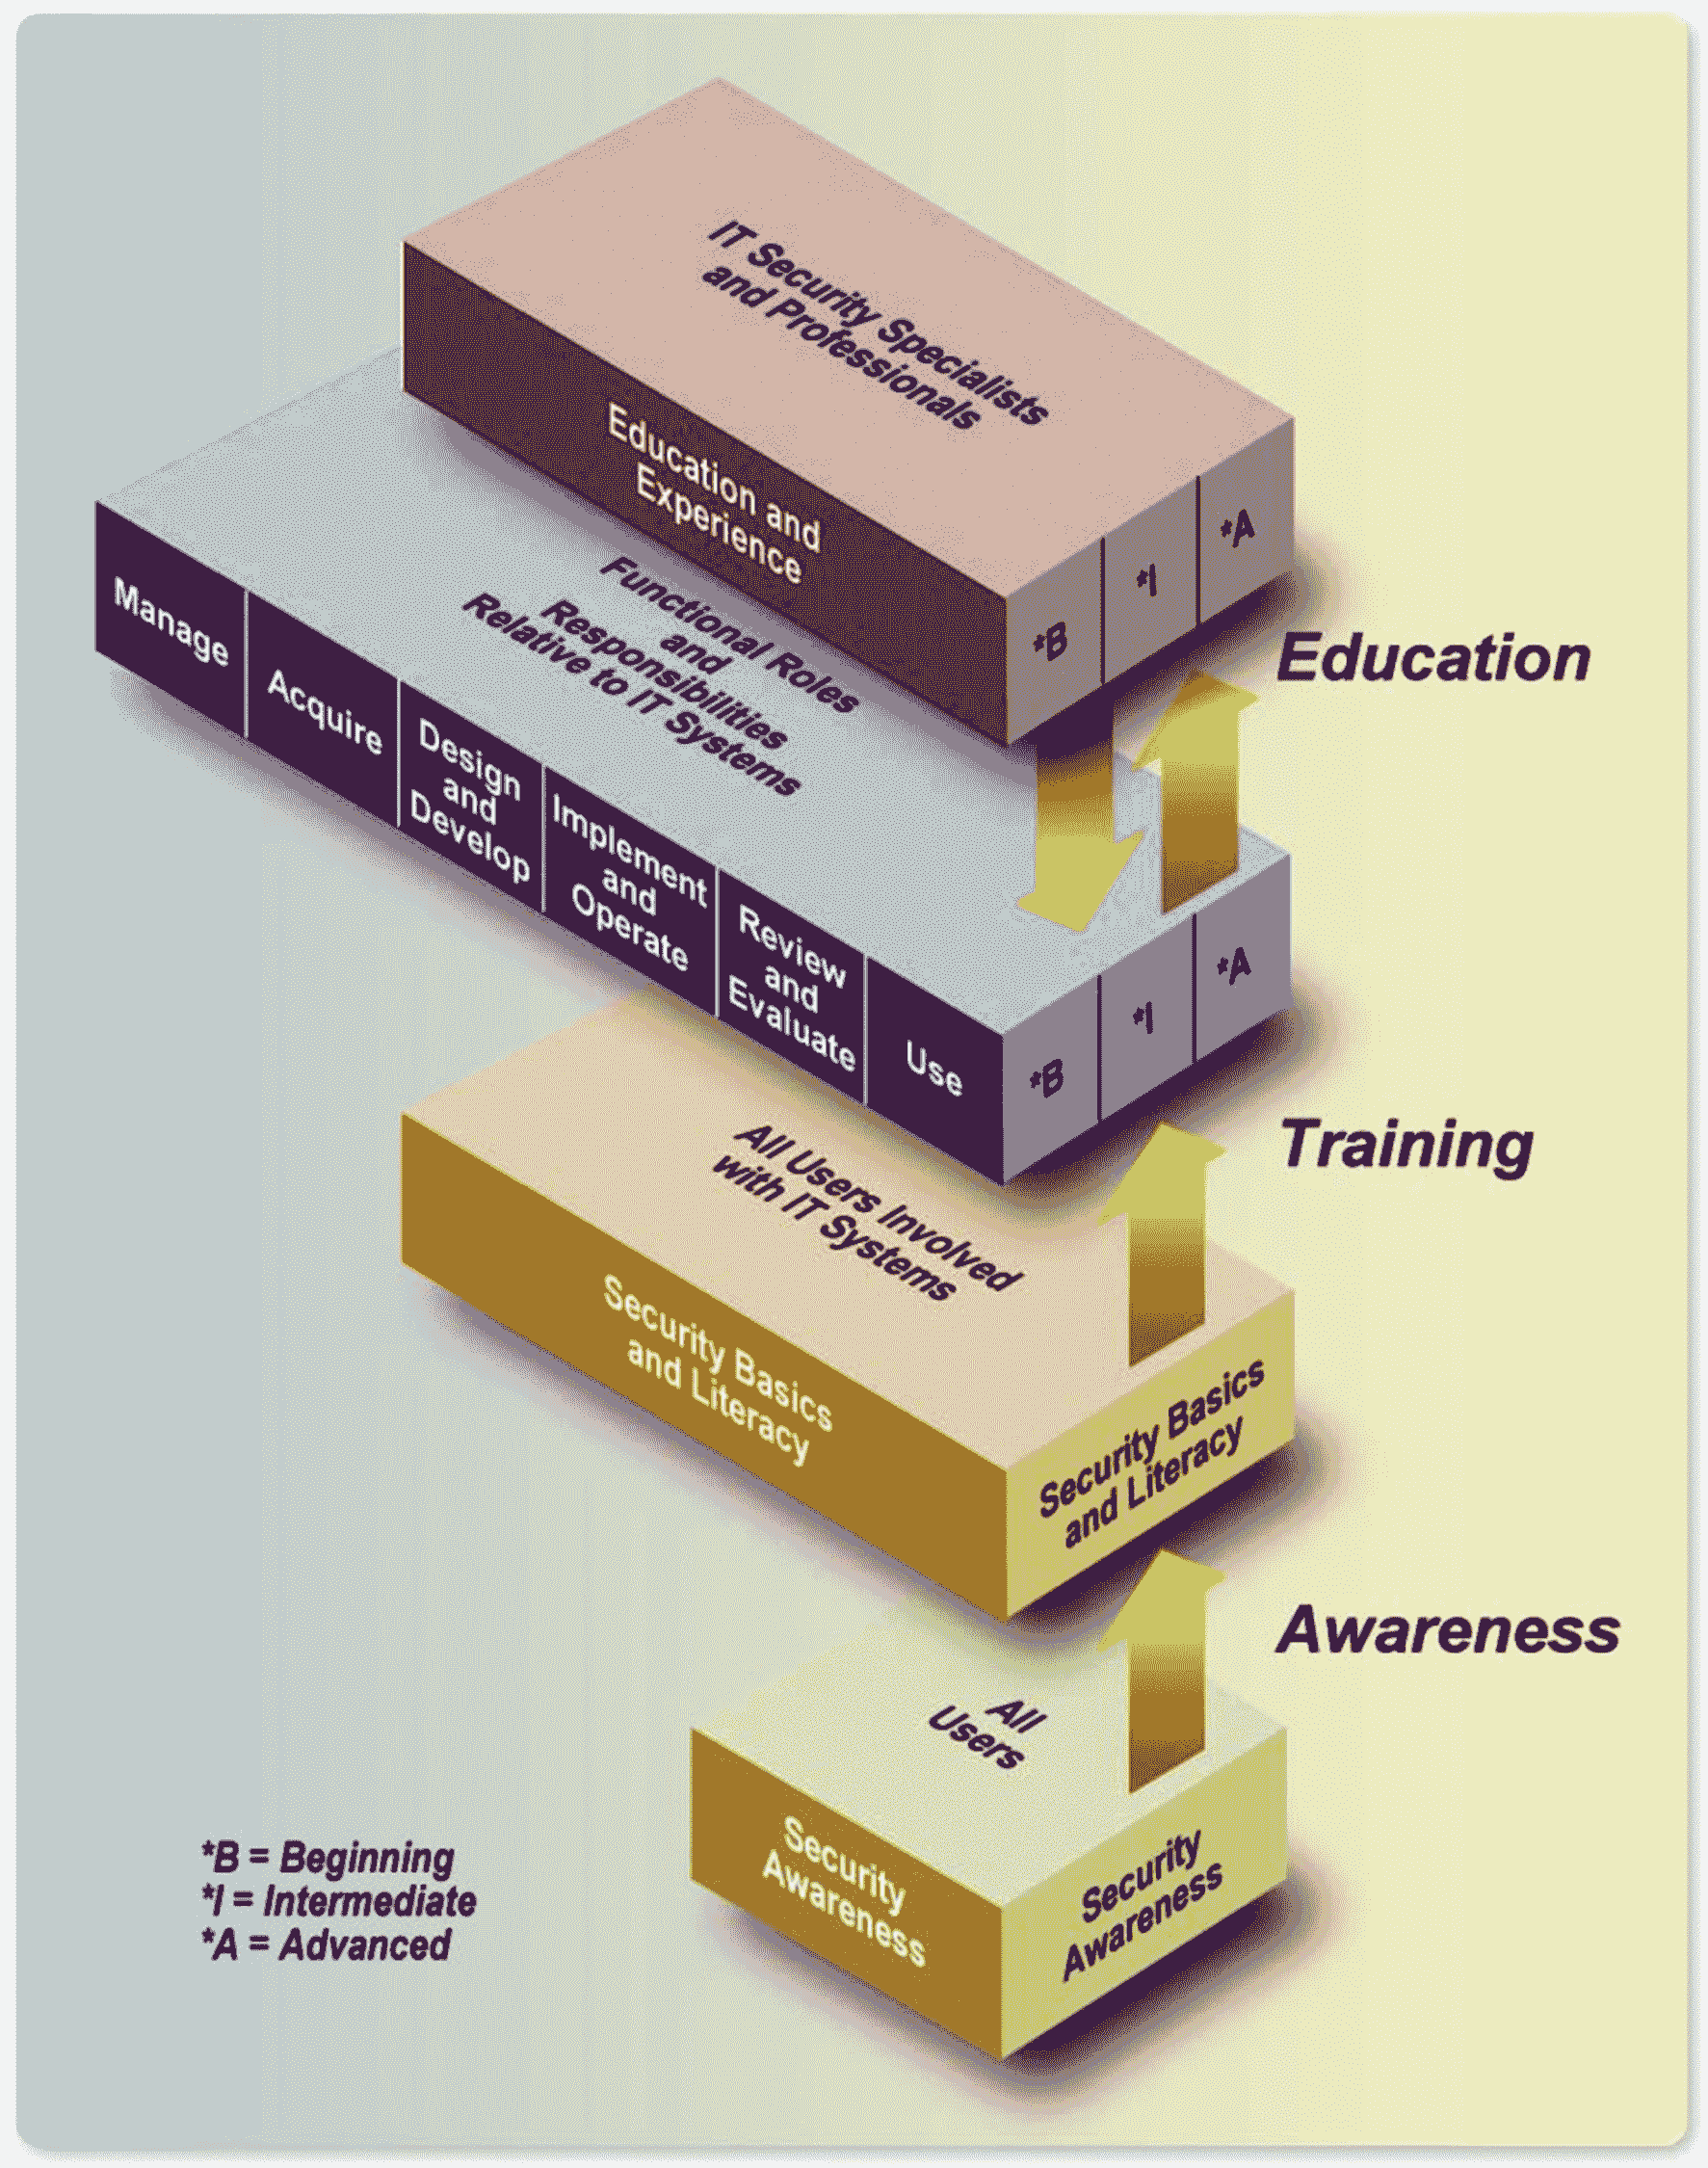 IT Security Specialists
and Professionals
Education and
Experience
*B
*I
*A
Education
Functional Roles
and
Responsibilities
Relative to IT Systems
Manage
Acquire
Design
and
Develop
Implement
and
Operate
Review
and
Evaluate
Use
*B
*I
*A
Training
All Users Involved
with IT Systems
Security Basics
and Literacy
Security Basics
and Literacy
Awareness
All
Users
Security
Awareness
Security
Awareness
*B = Beginning
*I = Intermediate
*A = Advanced